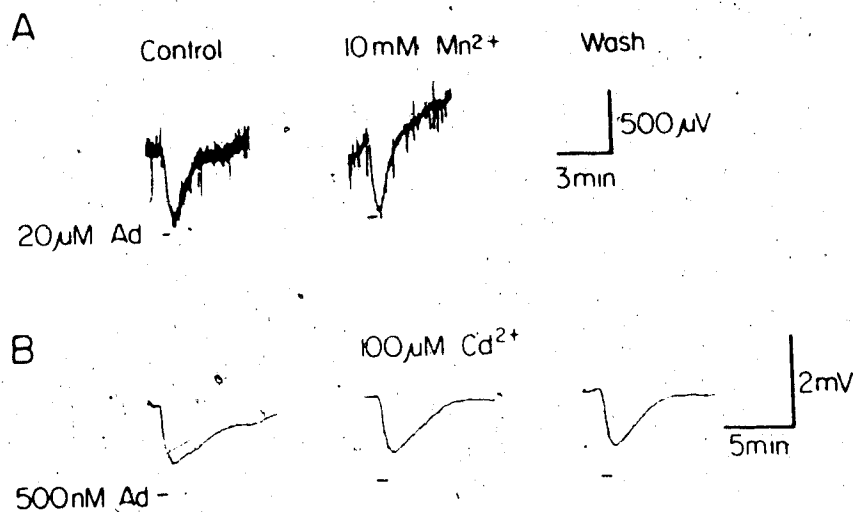 A
Control 10mM Mn²⁺ Wash
500µV
3min
20µM Ad
B
100µM Cd²⁺
2mV
5min
500nM Ad